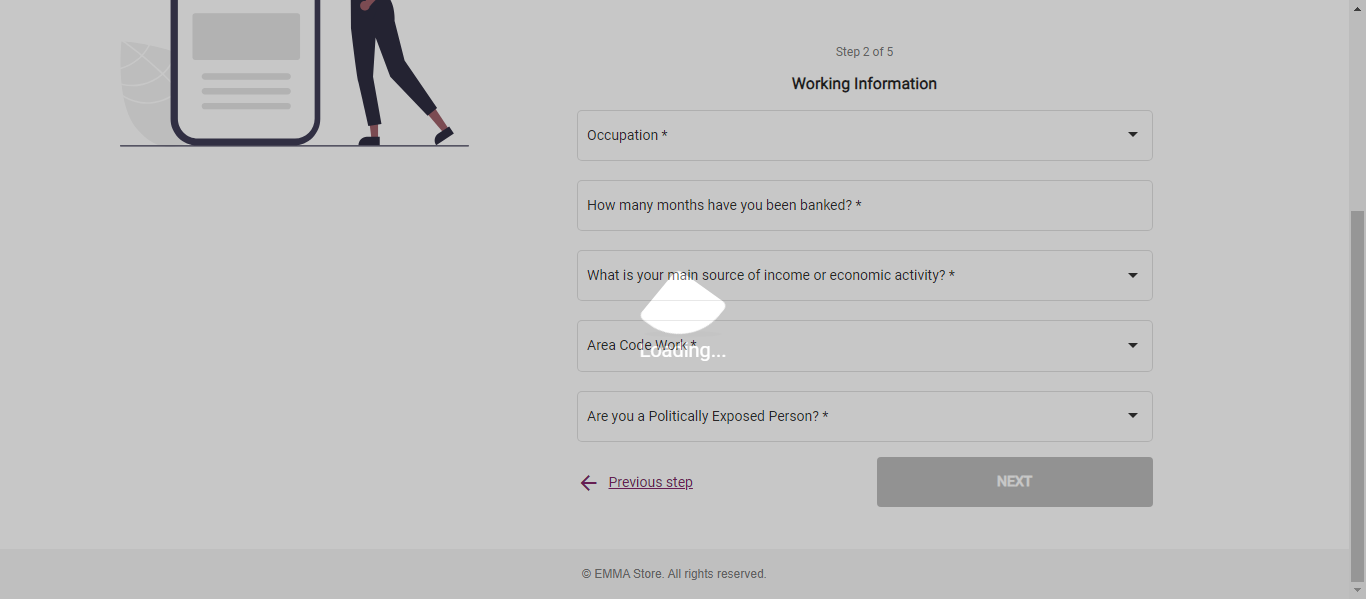 Step 2 of 5
Working Information
Occupation *
How many months have you been banked? *
What is your main source of income or economic activity? *
Area Code Work *
Loading...
Are you a Politically Exposed Person? *
Previous step
NEXT
© EMMA Store. All rights reserved.